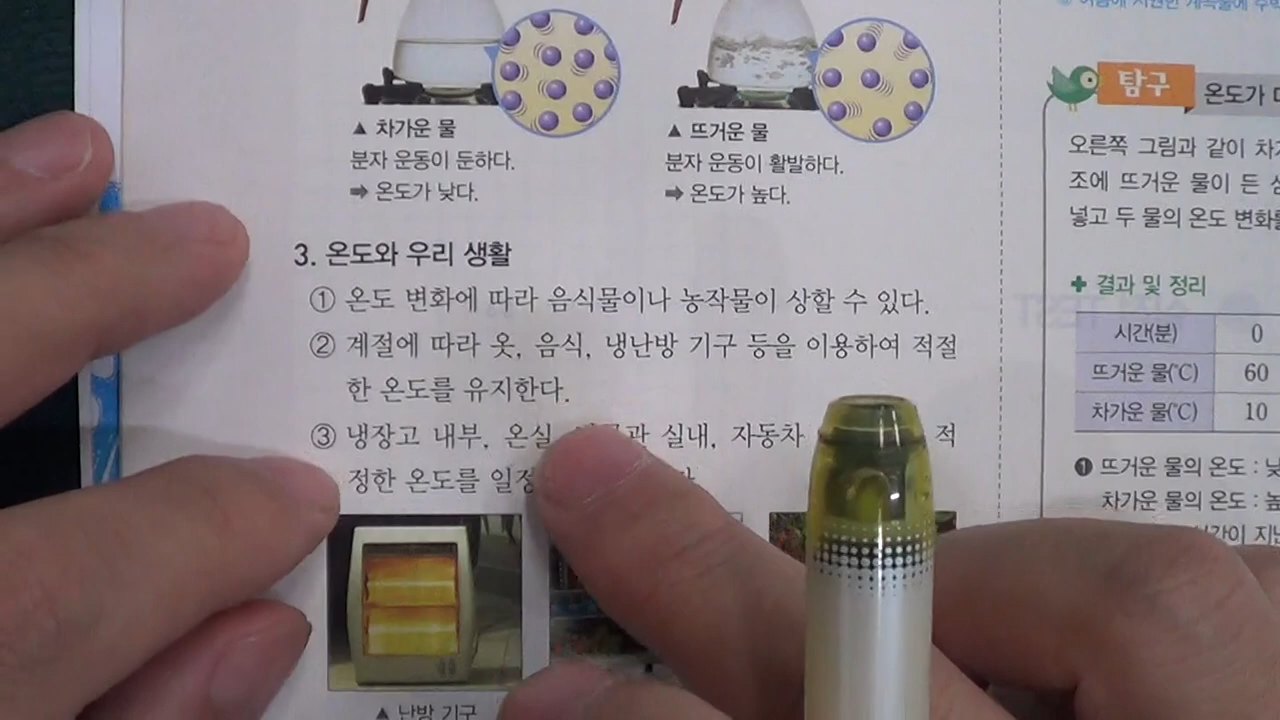 ▲ 차가운 물
분자 운동이 둔하다.
➡ 온도가 낮다.
▲ 뜨거운 물
분자 운동이 활발하다.
➡ 온도가 높다.
3. 온도와 우리 생활
① 온도 변화에 따라 음식물이나 농작물이 상할 수 있다.
② 계절에 따라 옷, 음식, 냉난방 기구 등을 이용하여 적절
한 온도를 유지한다.
③ 냉장고 내부, 온실, 실내, 자동차 적
정한 온도를
▲ 난방 기구
탐구 온도가
오른쪽 그림과 같이
조에 뜨거운 물이 든
넣고 두 물의 온도
✚ 결과 및 정리
시간(분) 0
뜨거운 물(℃) 60
차가운 물(℃) 10
❶ 뜨거운 물의 온도 :
차가운 물의 온도 :